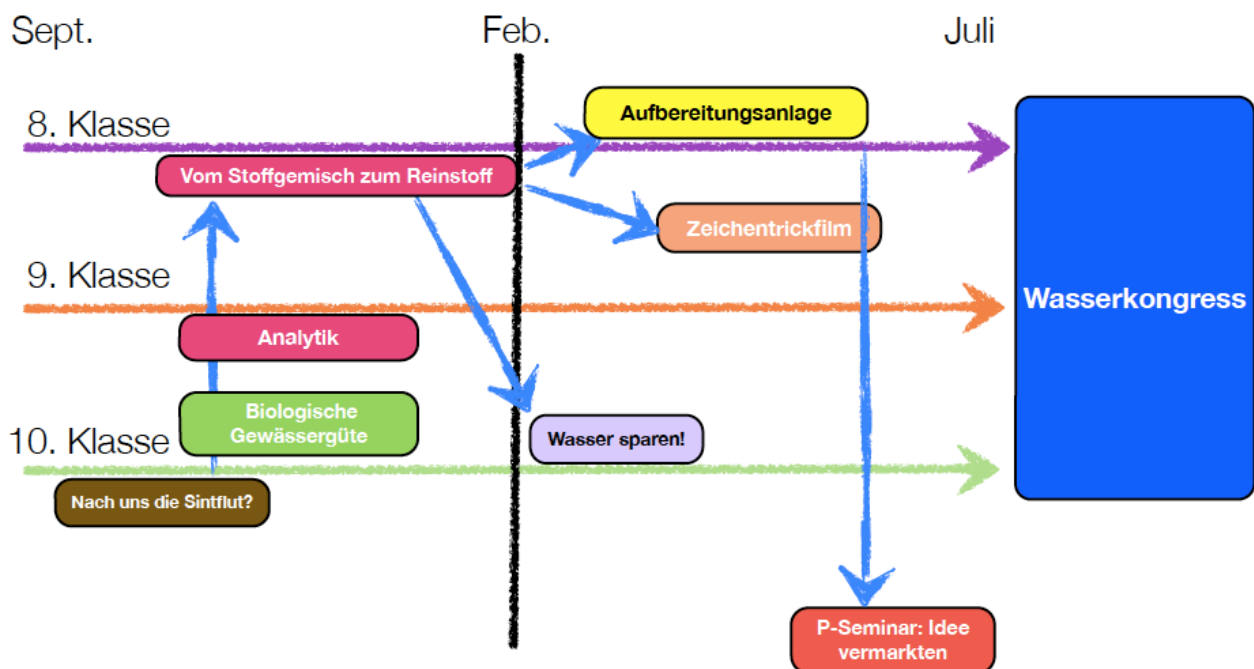 Sept.
Feb.
Juli
8. Klasse
Aufbereitungsanlage
Vom Stoffgemisch zum Reinstoff
Zeichentrickfilm
9. Klasse
Wasserkongress
Analytik
Biologische
Gewässergüte
10. Klasse
Wasser sparen!
Nach uns die Sintflut?
P-Seminar: Idee
vermarkten